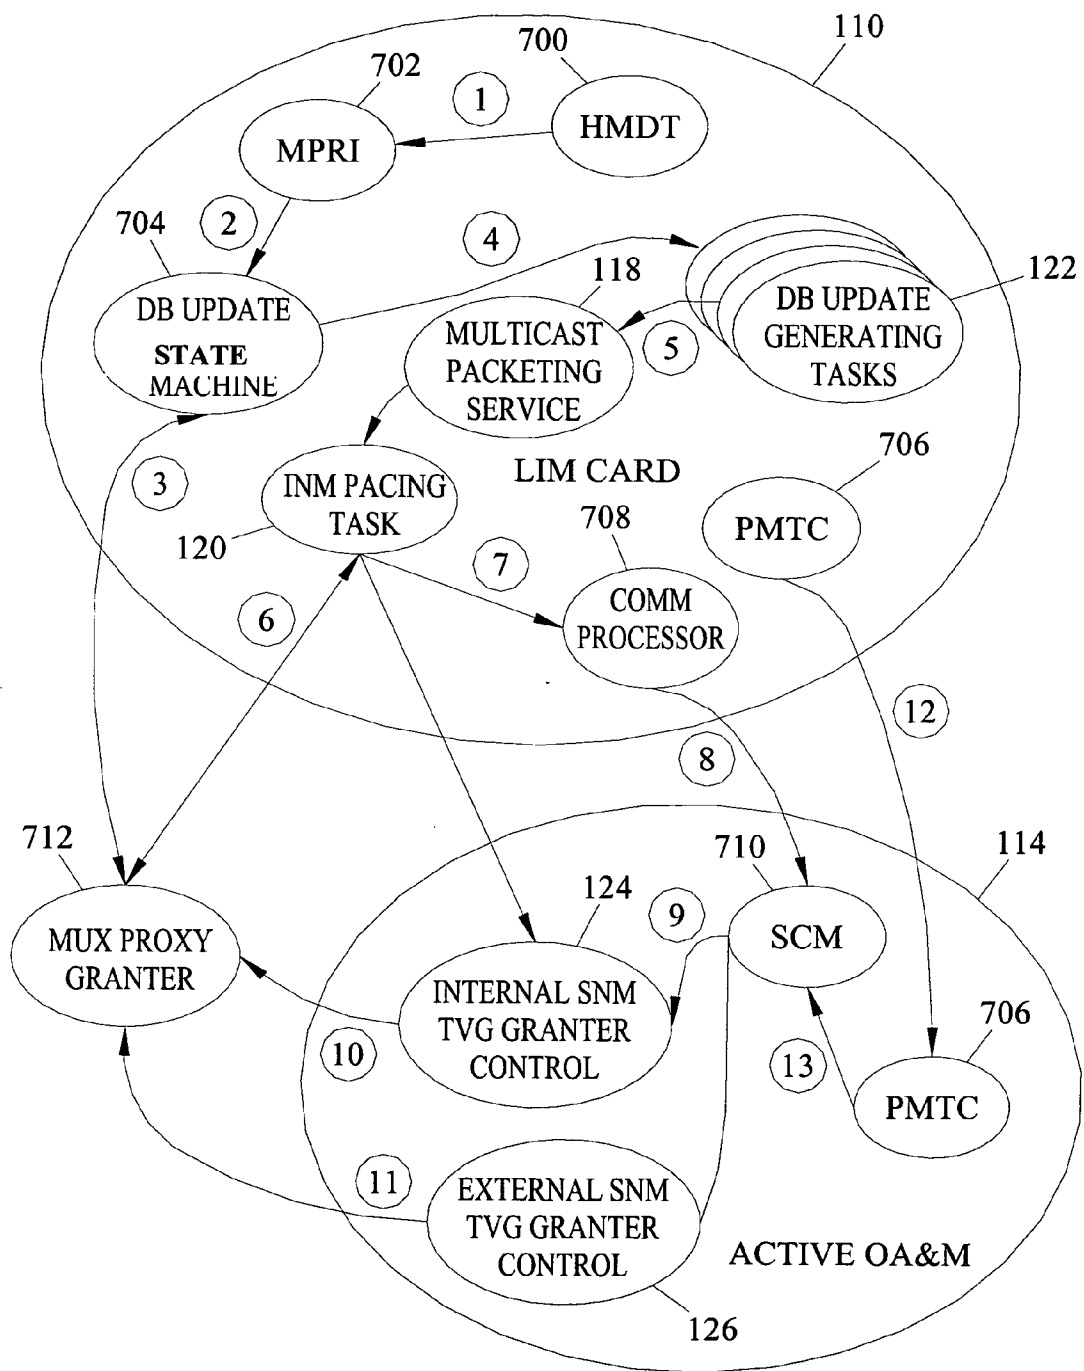 110
700
702
1
HMDT
MPRI
704
2
4
118
122
DB UPDATE
STATE
MACHINE
MULTICAST
PACKETING
SERVICE
5
DB UPDATE
GENERATING
TASKS
3
INM PACING
TASK
120
LIM CARD
706
PMTC
708
7
COMM
PROCESSOR
6
12
8
712
MUX PROXY
GRANTER
710
114
124
9
SCM
INTERNAL SNM
TVG GRANTER
CONTROL
706
10
13
PMTC
11
EXTERNAL SNM
TVG GRANTER
CONTROL
ACTIVE OA&M
126